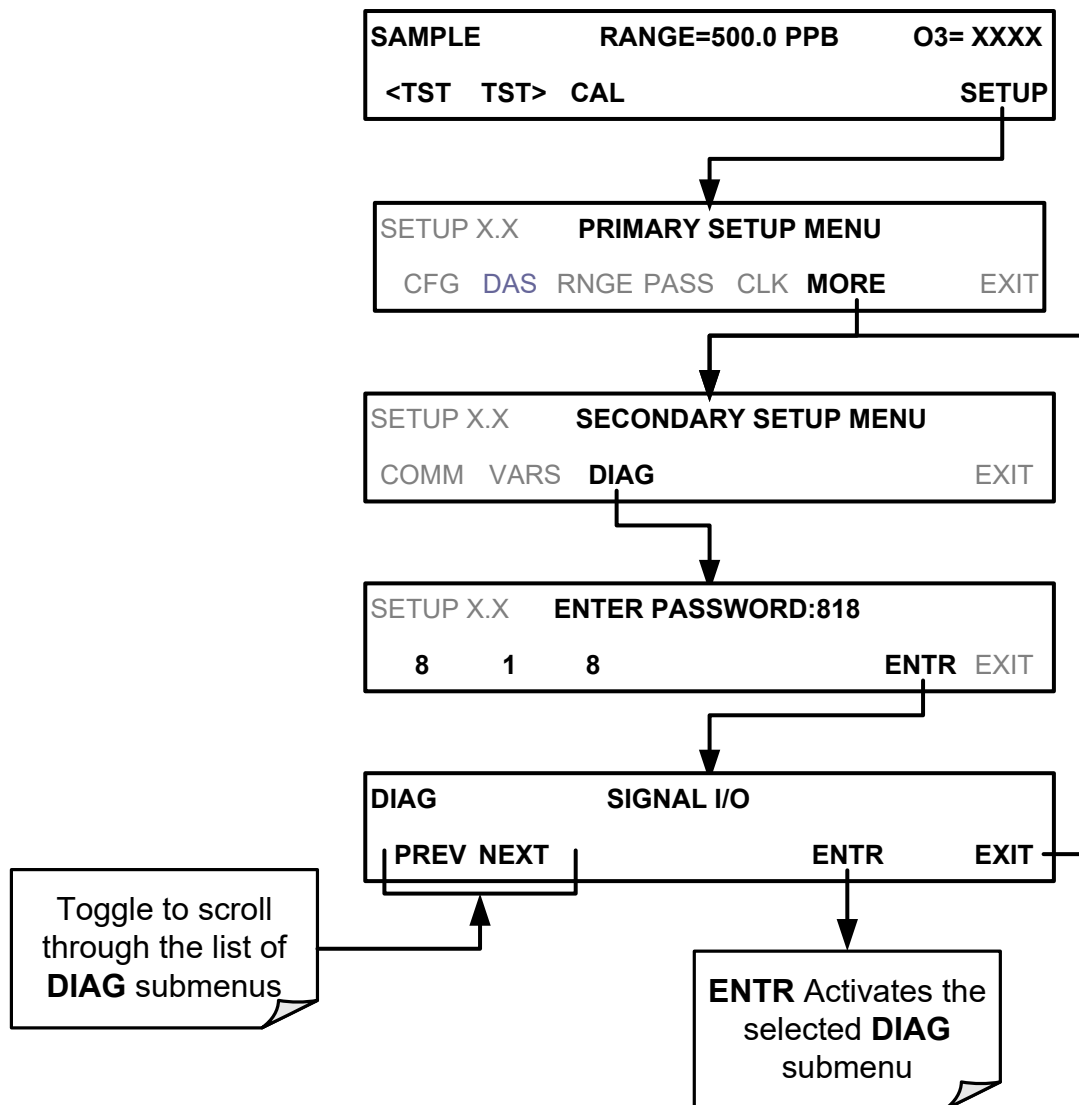 SAMPLE RANGE=500.0 PPB O3= XXXX
<TST TST> CAL SETUP
SETUP X.X PRIMARY SETUP MENU
CFG DAS RNGE PASS CLK MORE EXIT
SETUP X.X SECONDARY SETUP MENU
COMM VARS DIAG EXIT
SETUP X.X ENTER PASSWORD:818
8 1 8 ENTR EXIT
DIAG SIGNAL I/O
PREV NEXT ENTR EXIT
Toggle to scroll
through the list of
DIAG submenus
ENTR Activates the
selected DIAG
submenu